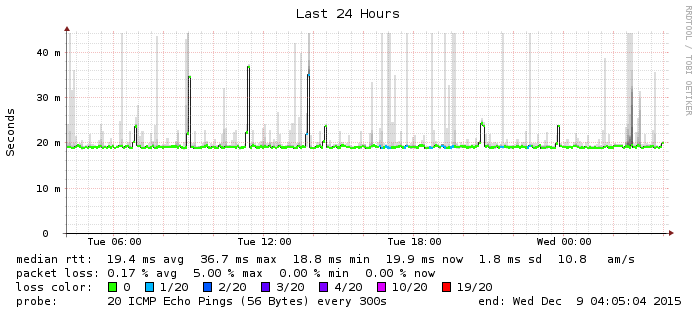 Last 24 Hours
RRDTOOL / TOBI OETIKER
Seconds
40 m
30 m
20 m
10 m
0
Tue 06:00 Tue 12:00 Tue 18:00 Wed 00:00
median rtt: 19.4 ms avg 36.7 ms max 18.8 ms min 19.9 ms now 1.8 ms sd 10.8 am/s
packet loss: 0.17 % avg 5.00 % max 0.00 % min 0.00 % now
loss color: 0 1/20 2/20 3/20 4/20 10/20 19/20
probe: 20 ICMP Echo Pings (56 Bytes) every 300s end: Wed Dec 9 04:05:04 2015